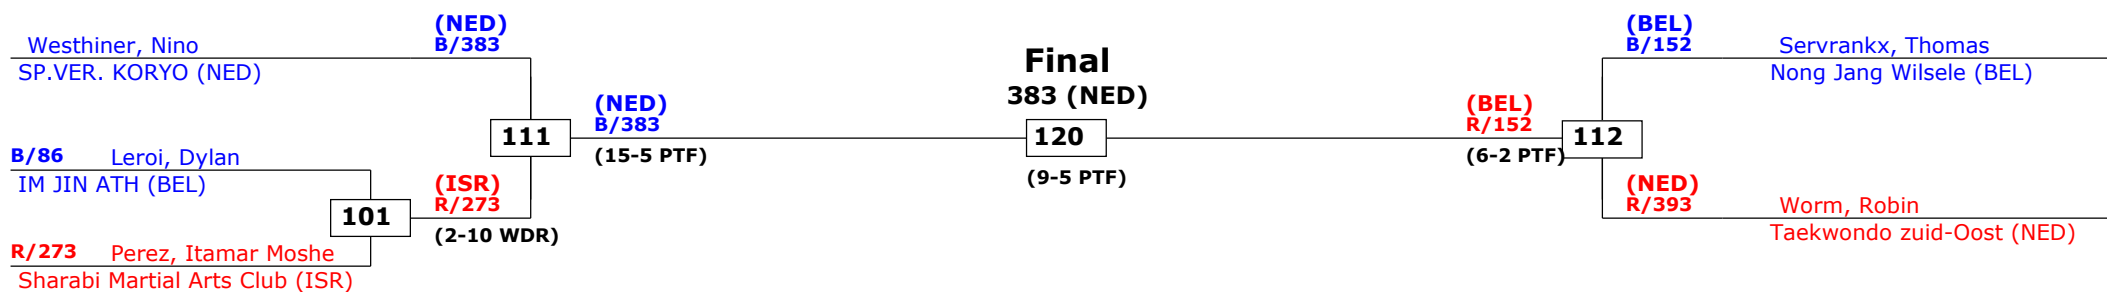 (NED)
B/383
Westhiner, Nino
SP.VER. KORYO (NED)
B/86 Leroi, Dylan
IM JIN ATH (BEL)
101
R/273 Perez, Itamar Moshe
Sharabi Martial Arts Club (ISR)
(ISR)
R/273
(2-10 WDR)
111
(NED)
B/383
(15-5 PTF)
Final
383 (NED)
120
(9-5 PTF)
(BEL)
R/152
(6-2 PTF)
112
(BEL)
B/152
Servrankx, Thomas
Nong Jang Wilsele (BEL)
(NED)
R/393
Worm, Robin
Taekwondo zuid-Oost (NED)